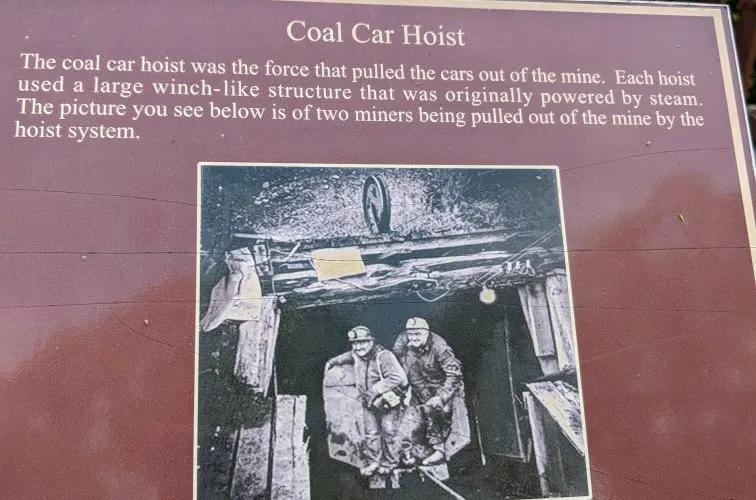 Coal Car Hoist
The coal car hoist was the force that pulled the cars out of the mine. Each hoist
used a large winch-like structure that was originally powered by steam.
The picture you see below is of two miners being pulled out of the mine by the
hoist system.